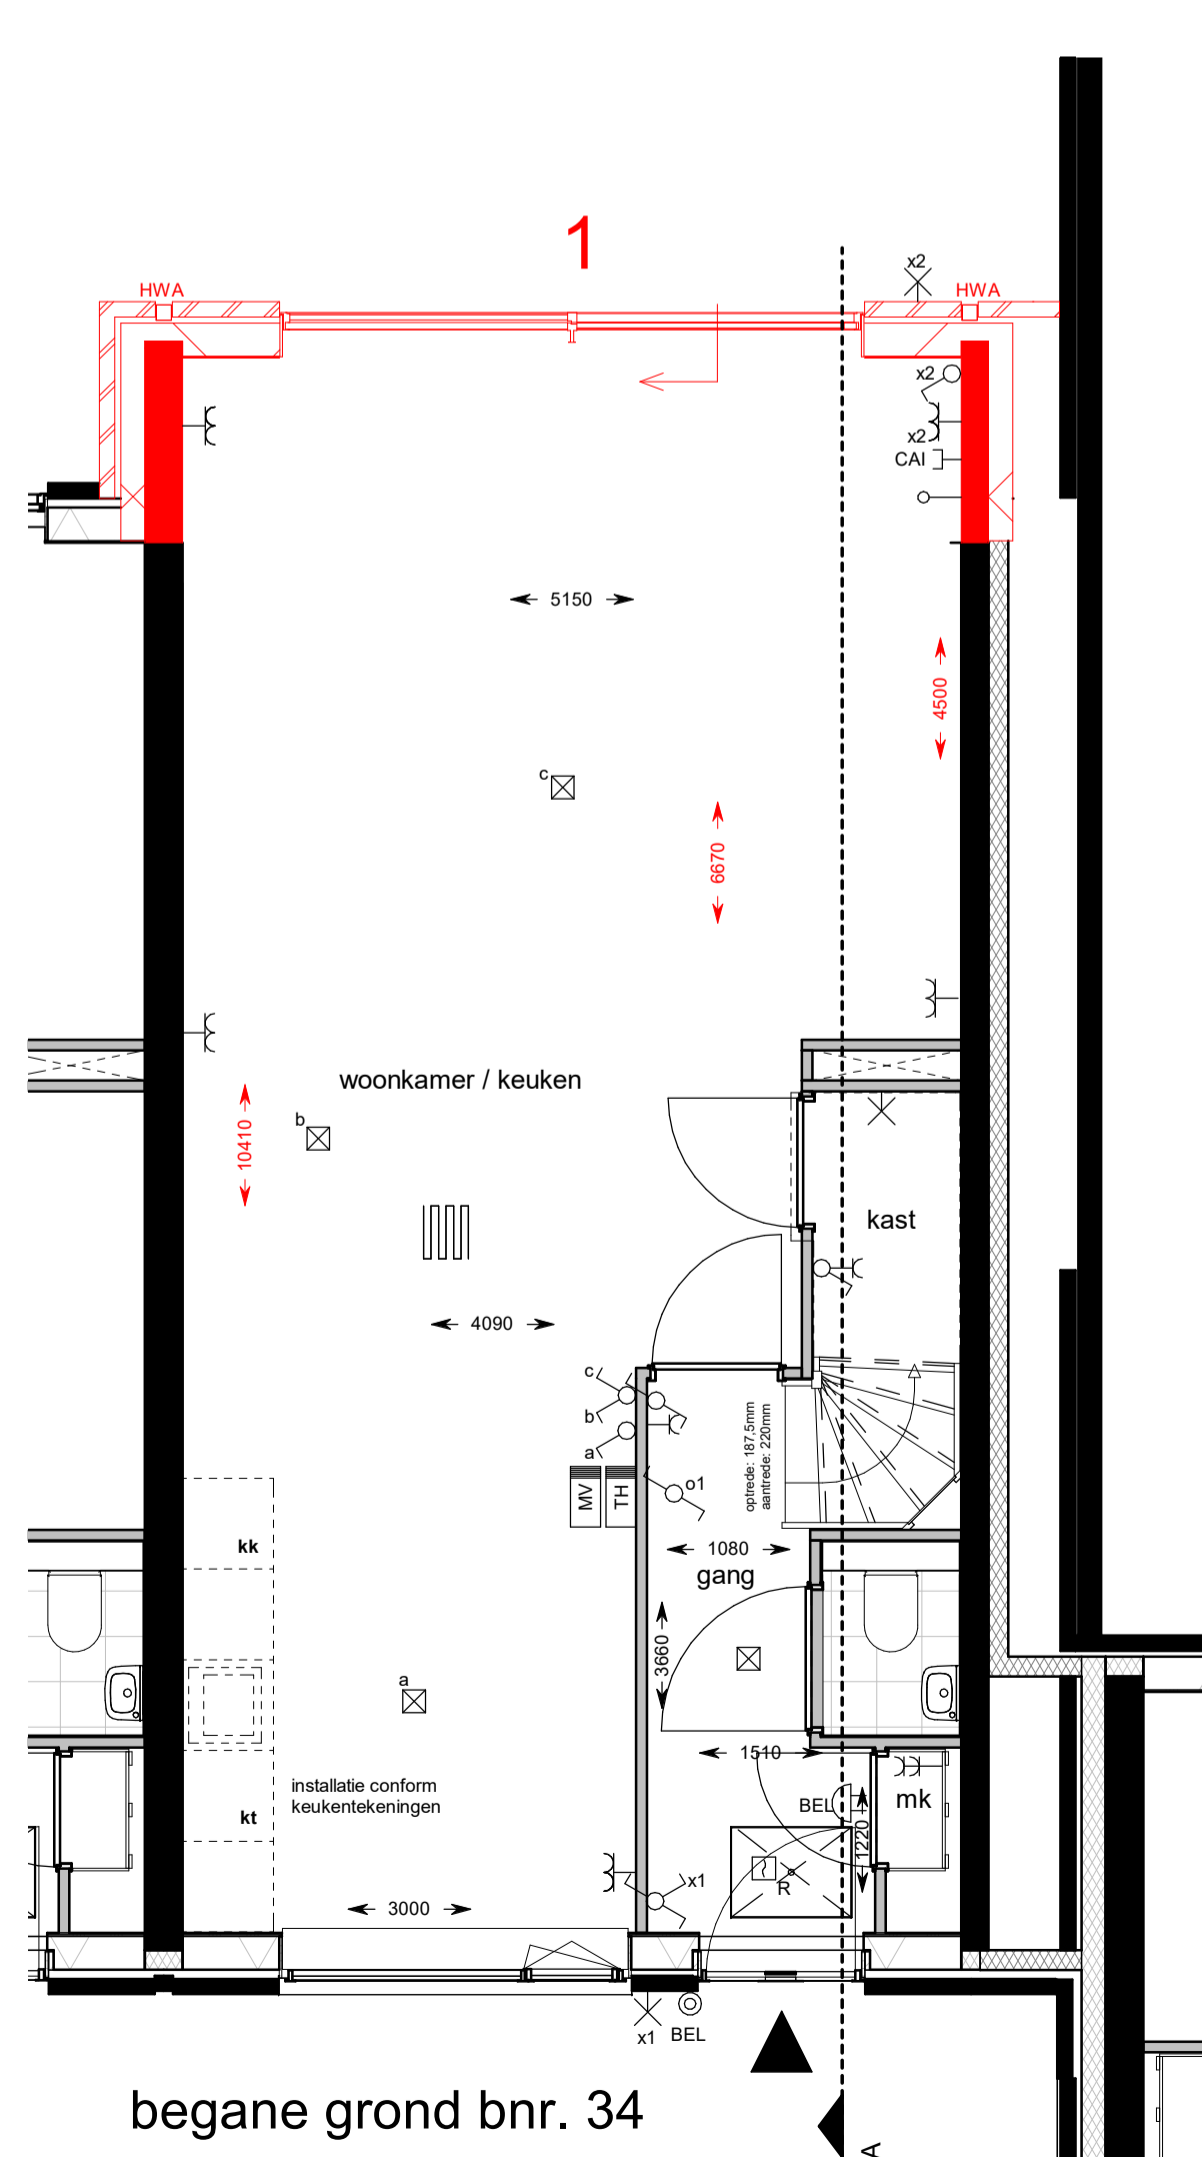 1
x2
HWA
HWA
x2
x2
CAI
5150
4500
c
6670
woonkamer / keuken
b
10410
kast
4090
c
b
a
optrede: 187,5mm
aantrede: 220mm
MV
TH
o1
kk
1080
gang
3660
a
1510
installatie conform
keukentekeningen
BEL
mk
kt
1220
x1
R
3000
x1
BEL
begane grond bnr. 34
A